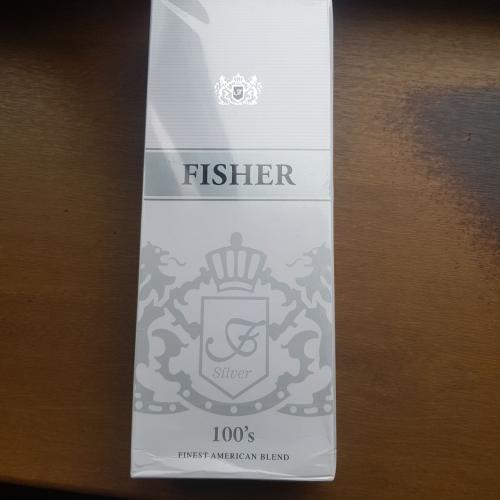 FISHER
F
Silver
100's
FINEST AMERICAN BLEND